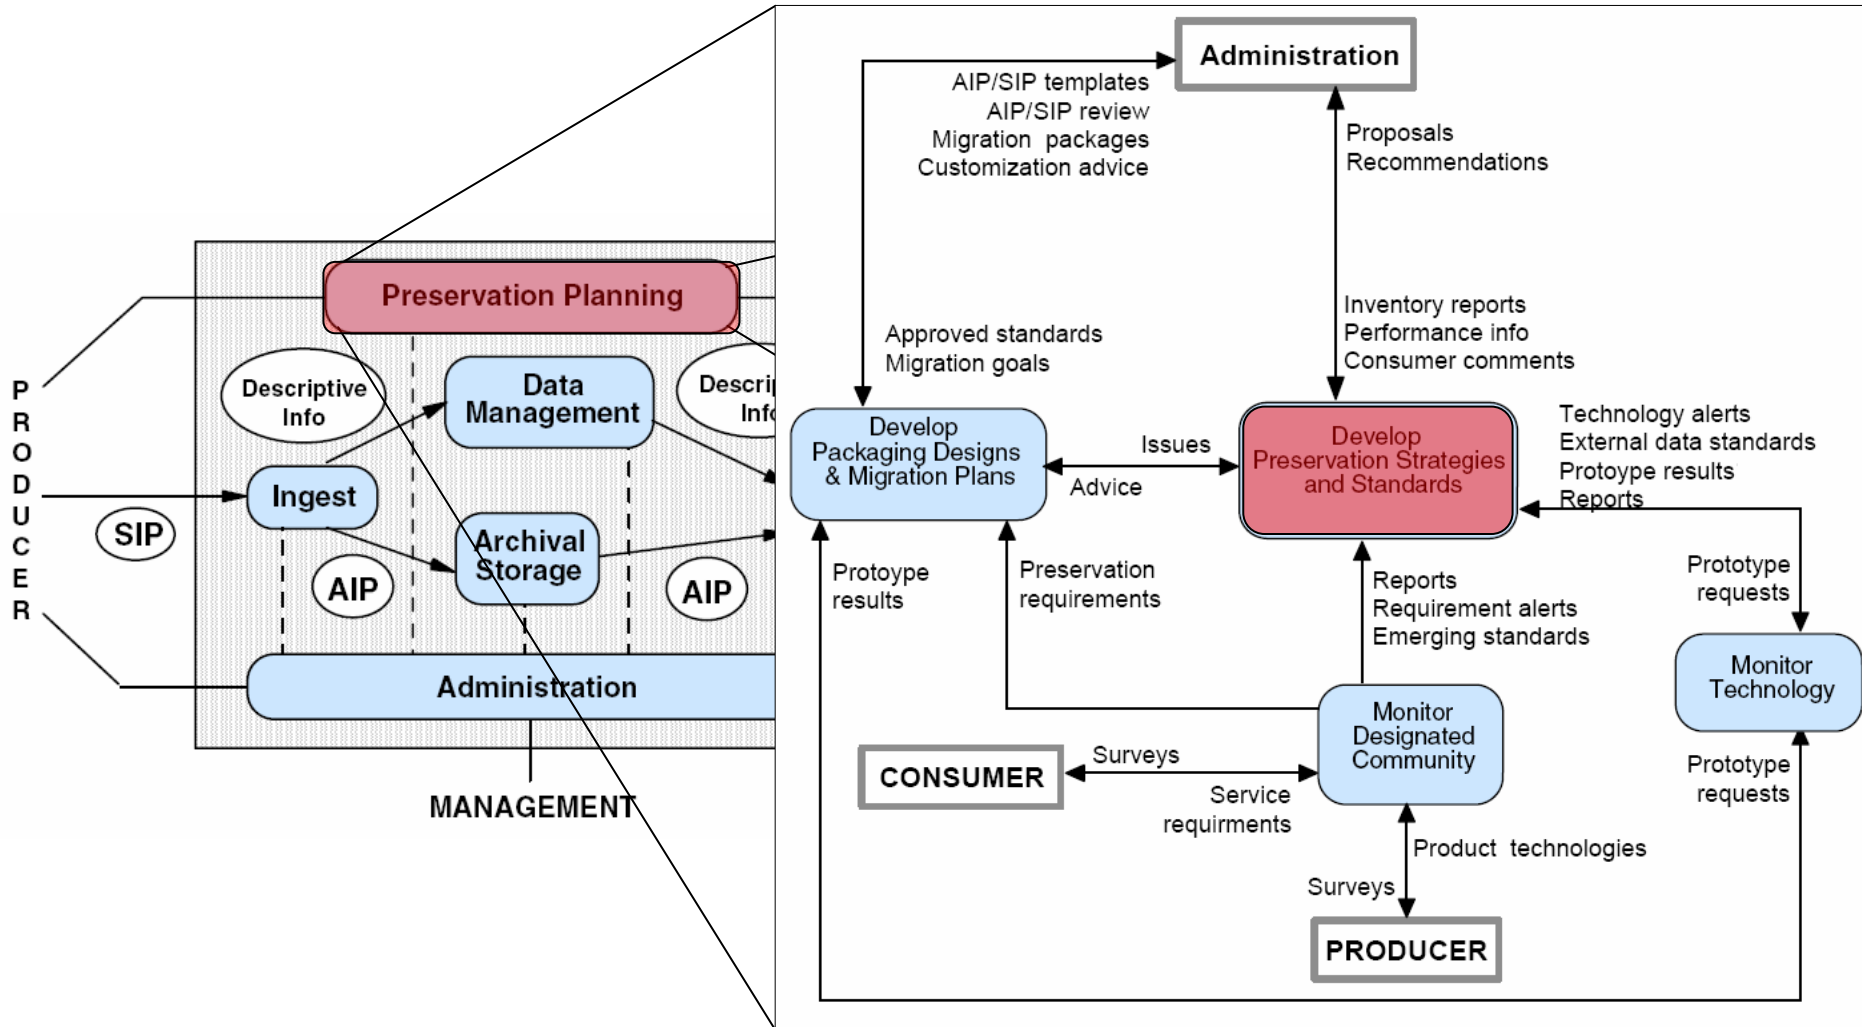 Preservation Planning
Descriptive
Info
Data
Management
Descrip
Info
PRODUCER
Ingest
SIP
Archival
Storage
AIP
AIP
Administration
MANAGEMENT
Administration
AIP/SIP templates
AIP/SIP review
Migration packages
Customization advice
Proposals
Recommendations
Approved standards
Migration goals
Inventory reports
Performance info
Consumer comments
Develop
Packaging Designs
& Migration Plans
Issues
Advice
Develop
Preservation Strategies
and Standards
Technology alerts
External data standards
Protoype results
Reports
Protoype
results
Preservation
requirements
Reports
Requirement alerts
Emerging standards
Prototype
requests
Monitor
Technology
Monitor
Designated
Community
CONSUMER
Surveys
Service
requirments
Prototype
requests
Product technologies
Surveys
PRODUCER